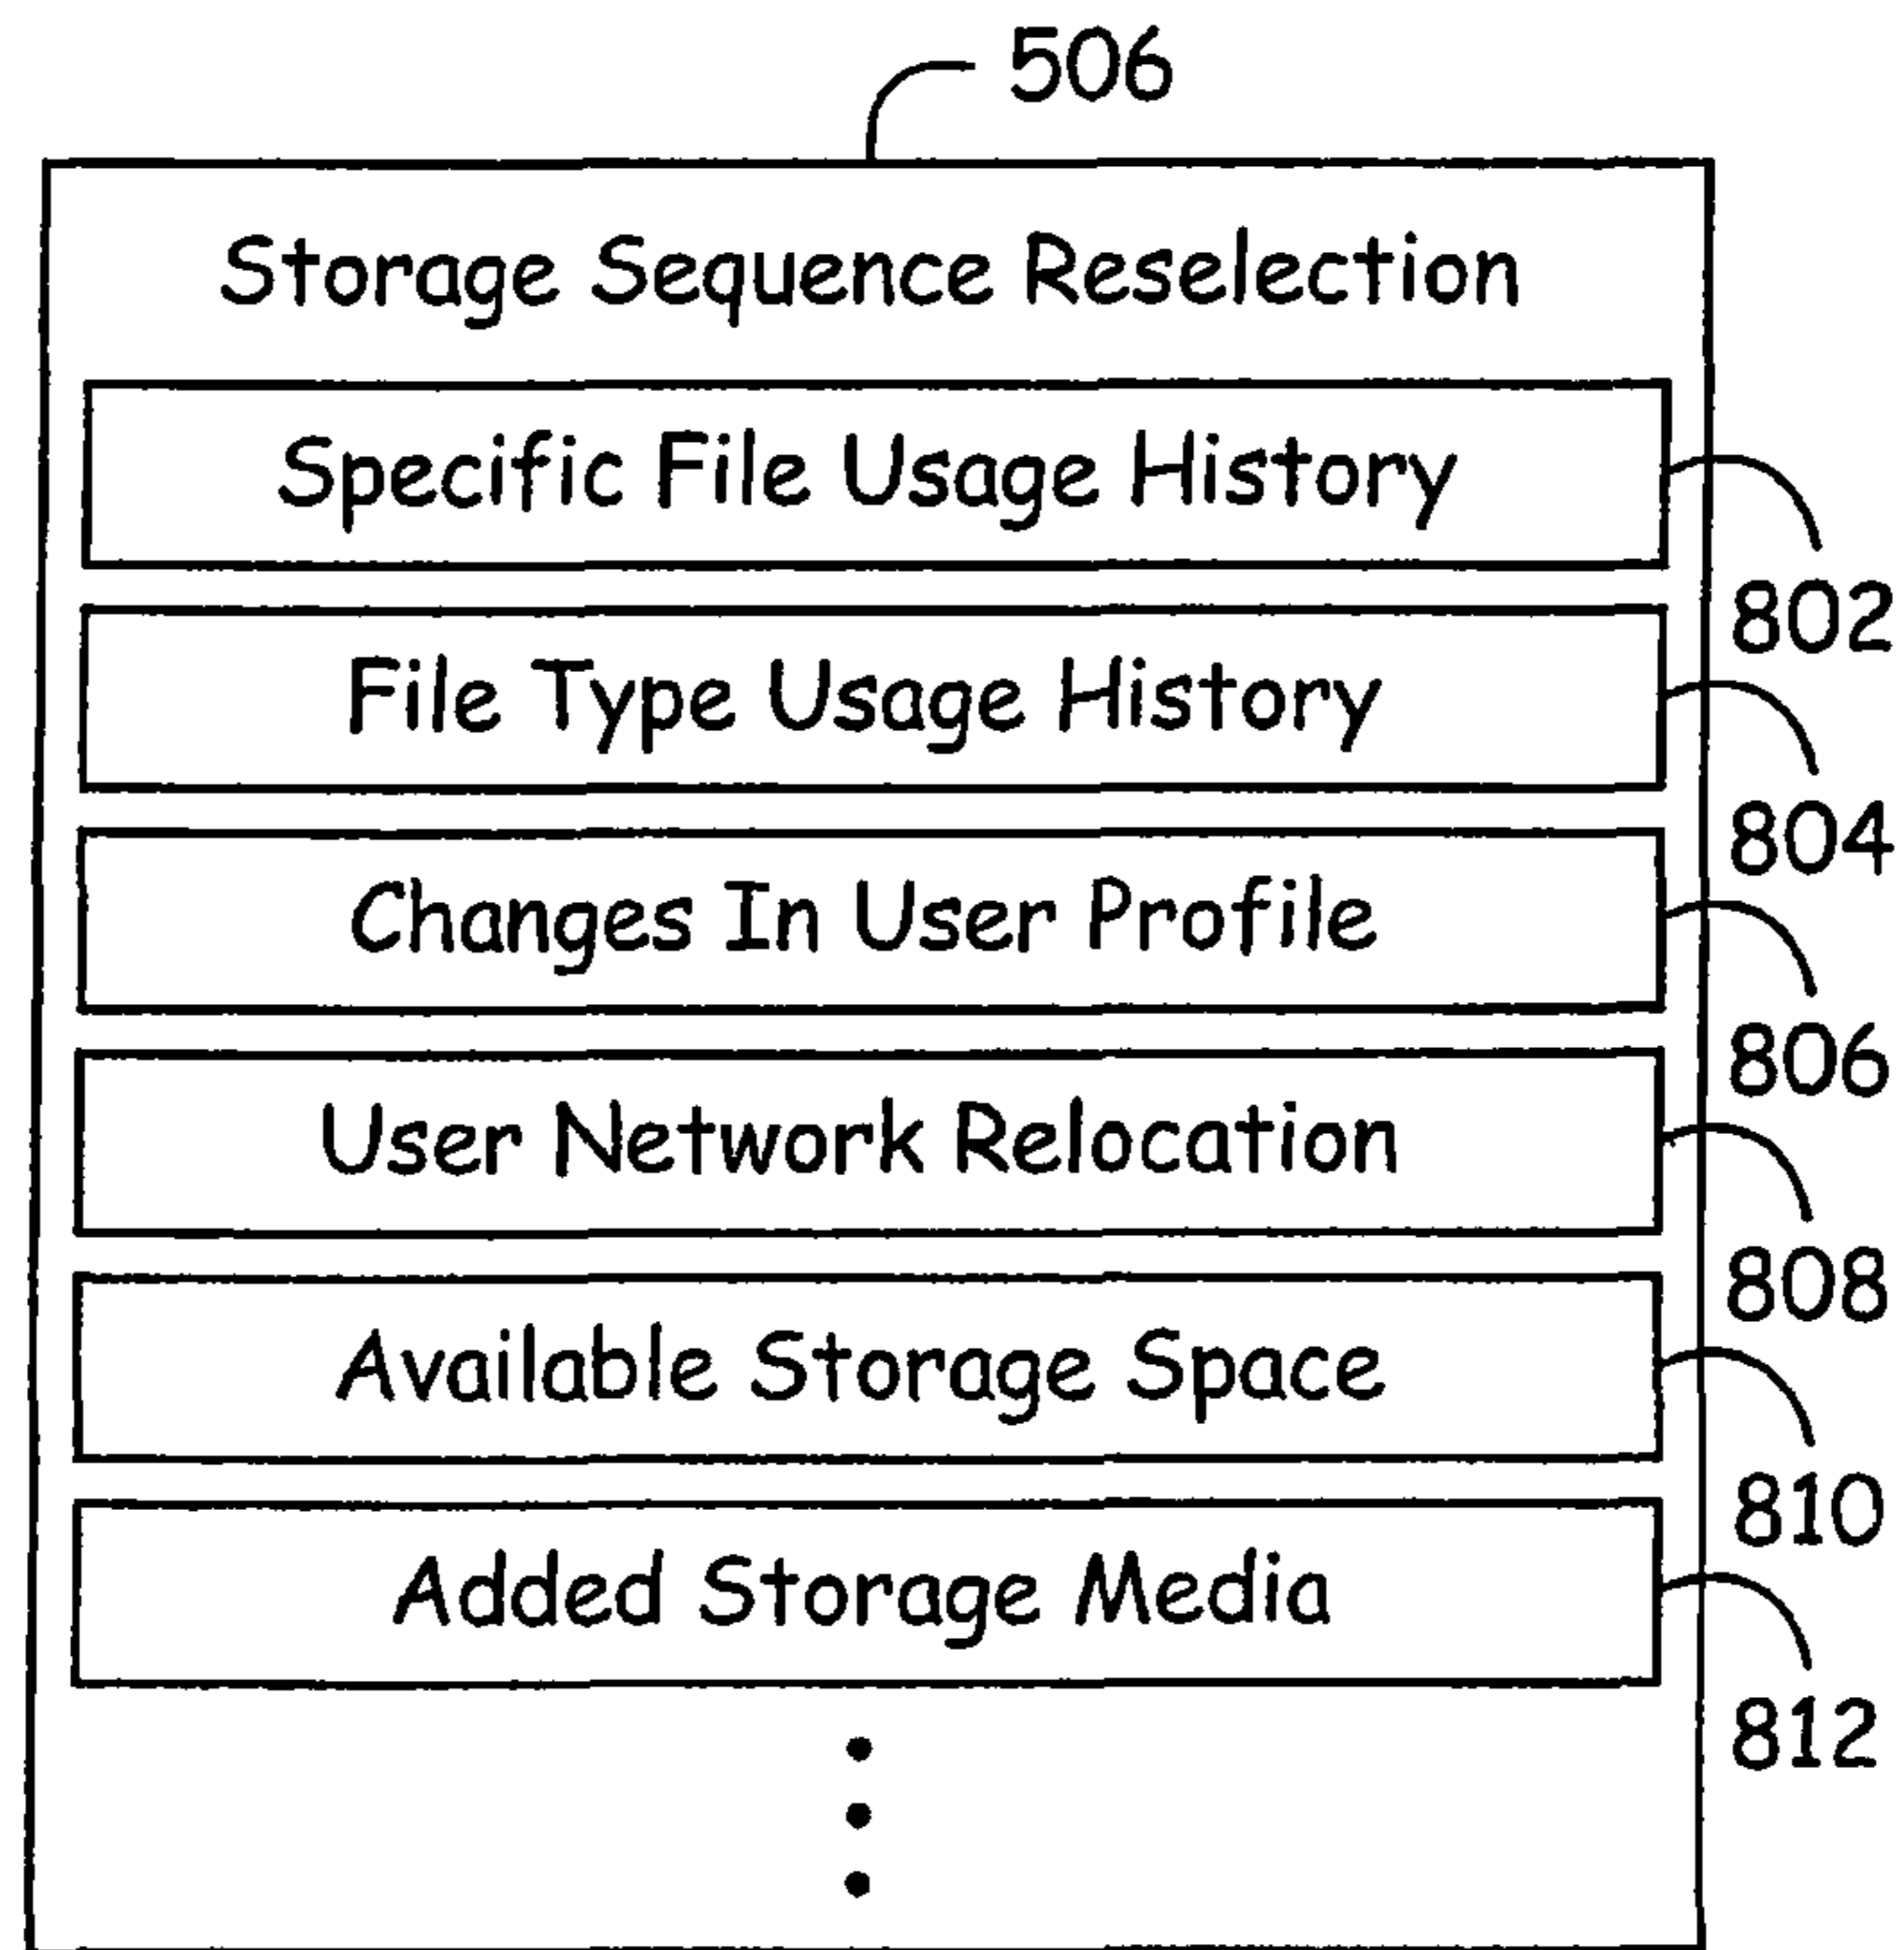 506
Storage Sequence Reselection
Specific File Usage History
802
File Type Usage History
804
Changes In User Profile
806
User Network Relocation
808
Available Storage Space
810
Added Storage Media
812